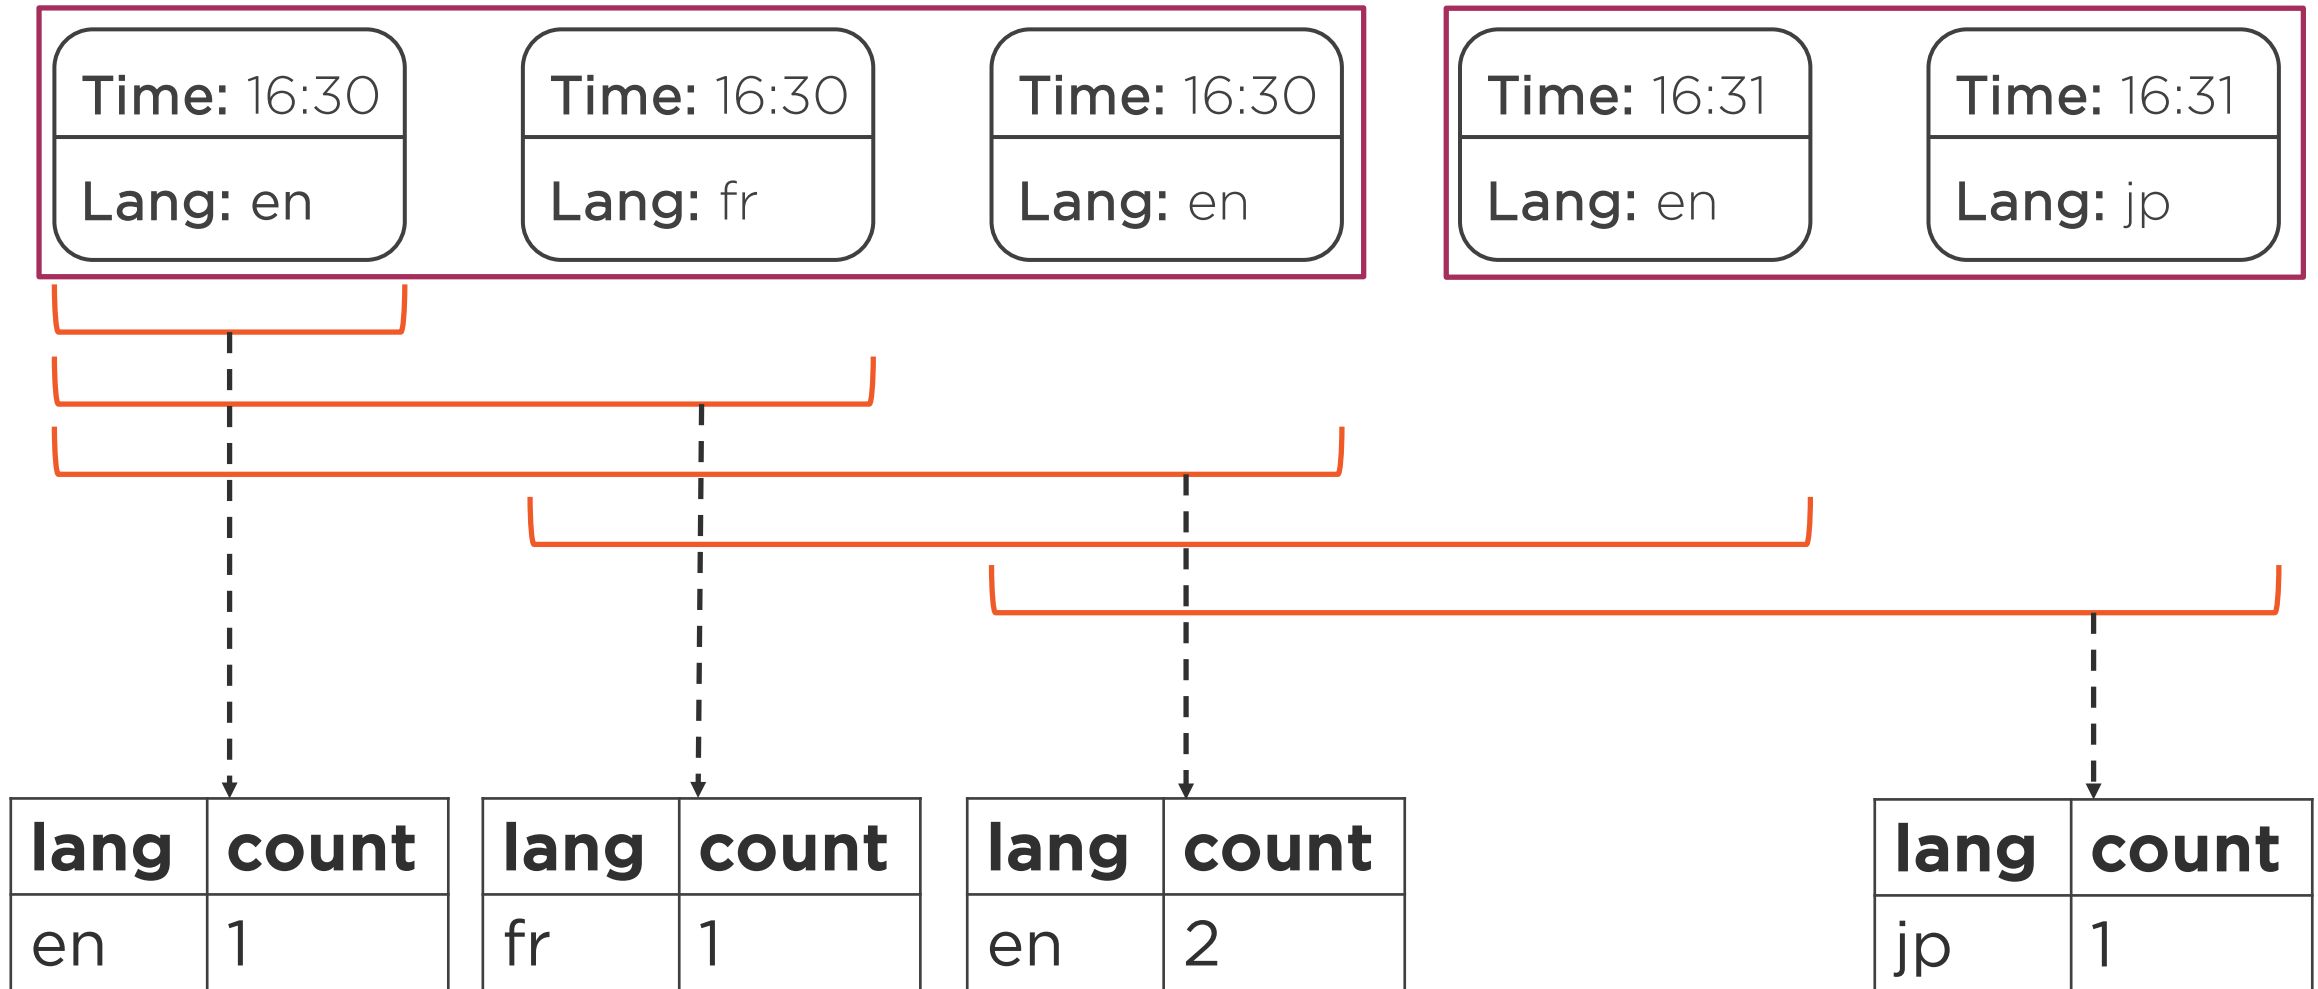 Time: 16:30
Lang: en
Time: 16:30
Lang: fr
Time: 16:30
Lang: en
Time: 16:31
Lang: en
Time: 16:31
Lang: jp
lang count
en 1
lang count
fr 1
lang count
en 2
lang count
jp 1